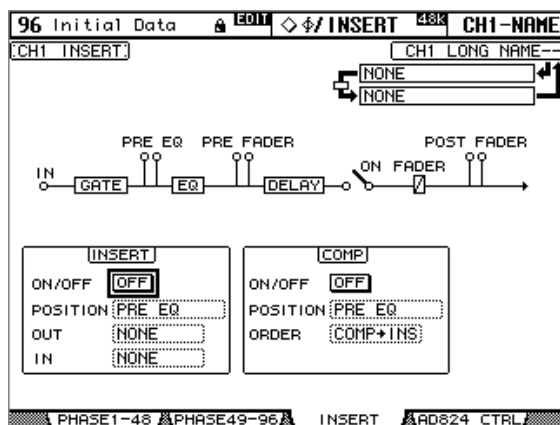 96 Initial Data EDIT ◇ Φ/INSERT 48K CH1-NAME
CH1 INSERT CH1 LONG NAME--
NONE
NONE
PRE EQ PRE FADER POST FADER
IN GATE EQ DELAY ON FADER
INSERT
ON/OFF OFF
POSITION PRE EQ
OUT NONE
IN NONE
COMP
ON/OFF OFF
POSITION PRE EQ
ORDER COMP→INS
PHASE1-48 PHASE49-96 INSERT AD824 CTRL